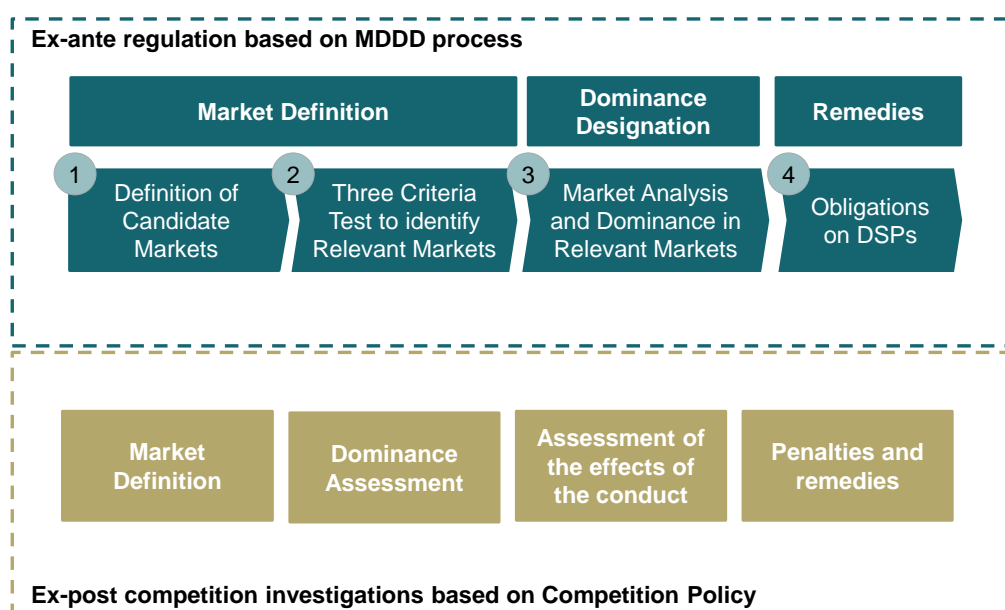 Ex-ante regulation based on MDDD process
Market Definition
Dominance
Designation
Remedies
1
Definition of
Candidate
Markets
2
Three Criteria
Test to identify
Relevant Markets
3
Market Analysis
and Dominance in
Relevant Markets
4
Obligations
on DSPs
Market
Definition
Dominance
Assessment
Assessment of
the effects of
the conduct
Penalties and
remedies
Ex-post competition investigations based on Competition Policy